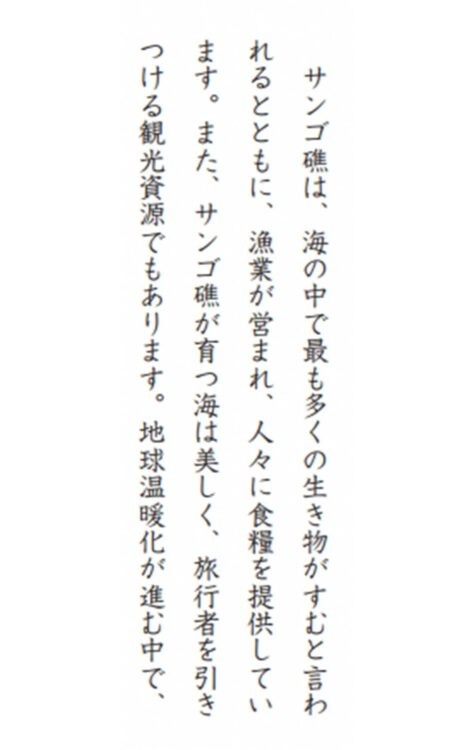 サンゴ礁は、海の中で最も多くの生き物がすむと言わ
れるとともに、漁業が営まれ、人々に食糧を提供してい
ます。また、サンゴ礁が育つ海は美しく、旅行者を引き
つける観光資源でもあります。地球温暖化が進む中で、